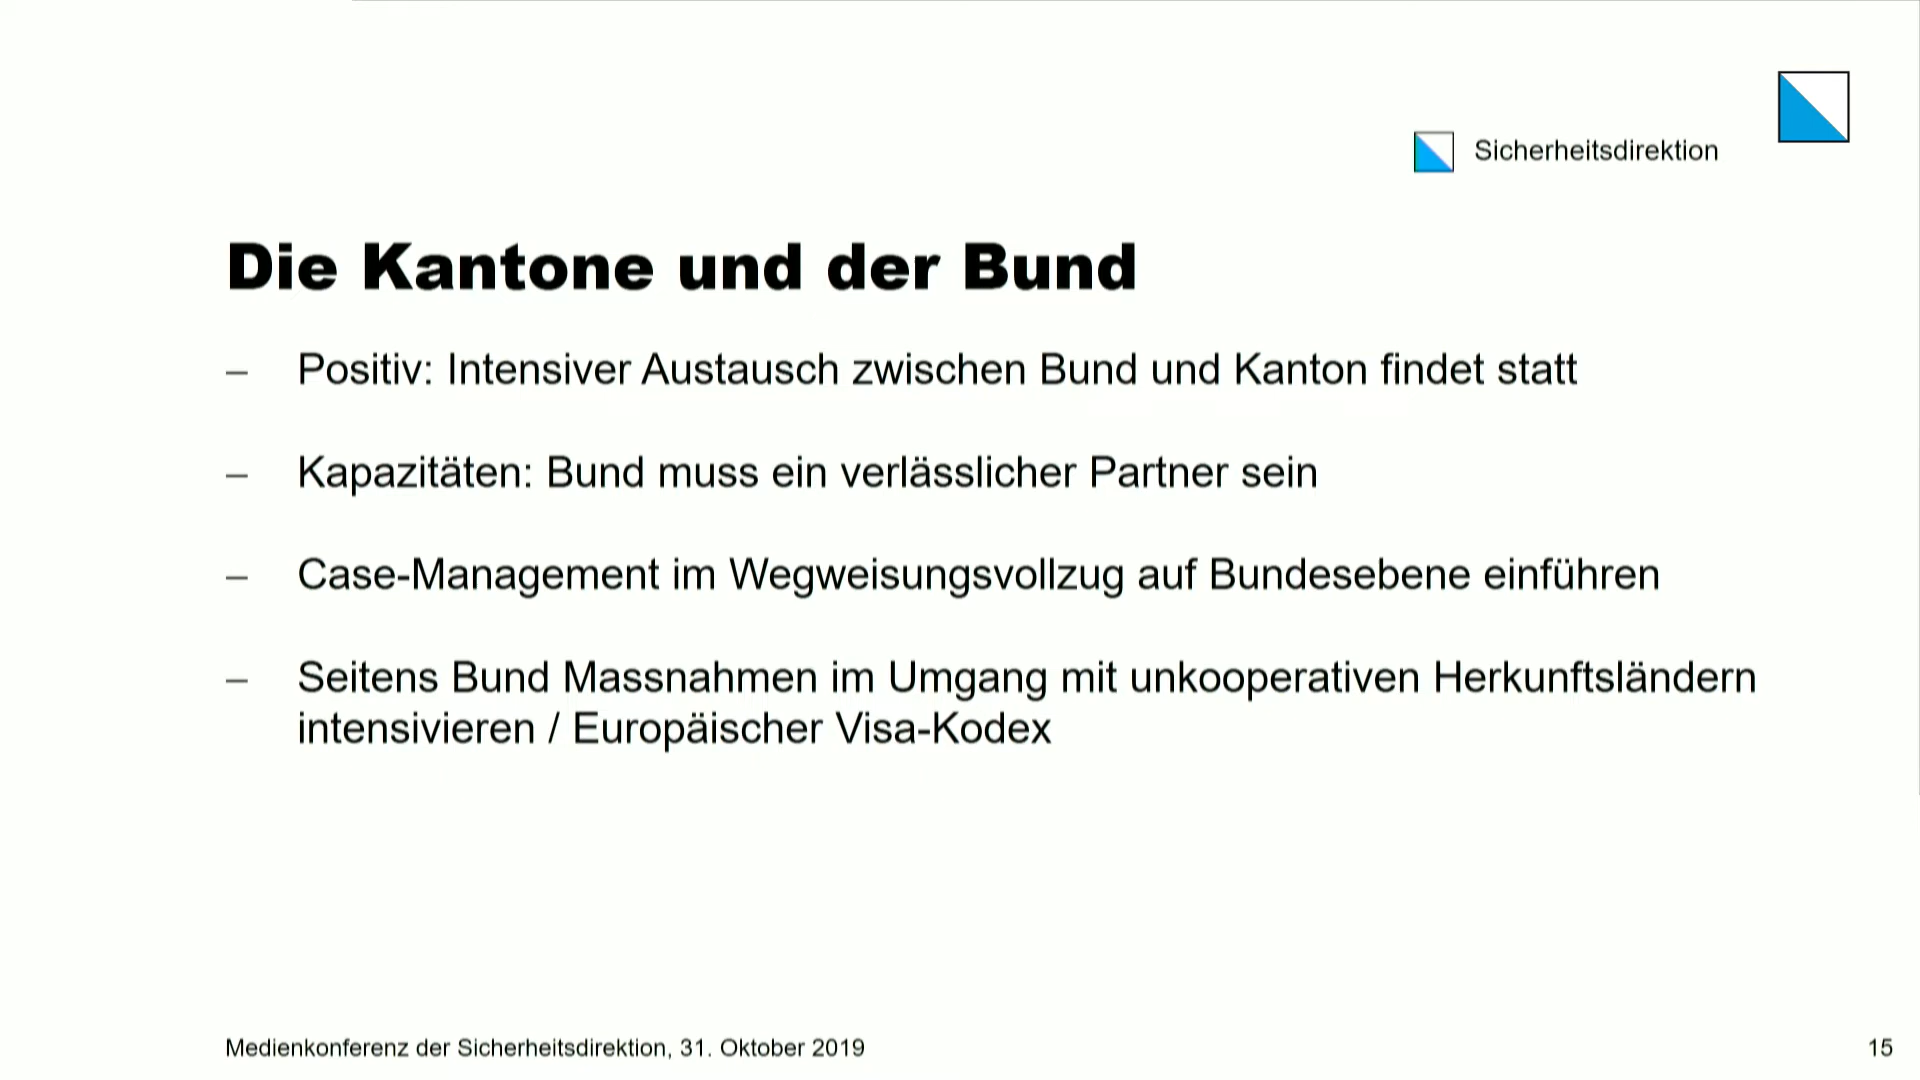 Sicherheitsdirektion
Die Kantone und der Bund
– Positiv: Intensiver Austausch zwischen Bund und Kanton findet statt
– Kapazitäten: Bund muss ein verlässlicher Partner sein
– Case-Management im Wegweisungsvollzug auf Bundesebene einführen
– Seitens Bund Massnahmen im Umgang mit unkooperativen Herkunftsländern
intensivieren / Europäischer Visa-Kodex
Medienkonferenz der Sicherheitsdirektion, 31. Oktober 2019
15